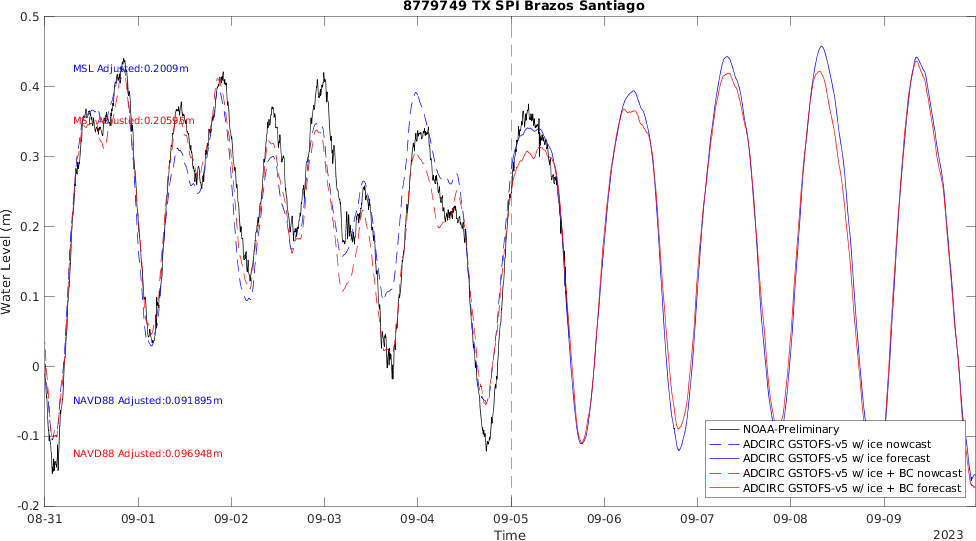 8779749 TX SPI Brazos Santiago
0.5
0.4
0.3
0.2
0.1
0
-0.1
-0.2
Water Level (m)
MSL Adjusted:0.2009m
MSL Adjusted:0.20595m
NAVD88 Adjusted:0.091895m
NAVD88 Adjusted:0.096948m
NOAA-Preliminary
ADCIRC GSTOFS-v5 w/ ice nowcast
ADCIRC GSTOFS-v5 w/ ice forecast
ADCIRC GSTOFS-v5 w/ ice + BC nowcast
ADCIRC GSTOFS-v5 w/ ice + BC forecast
08-31 09-01 09-02 09-03 09-04 09-05 09-06 09-07 09-08 09-09
Time
2023